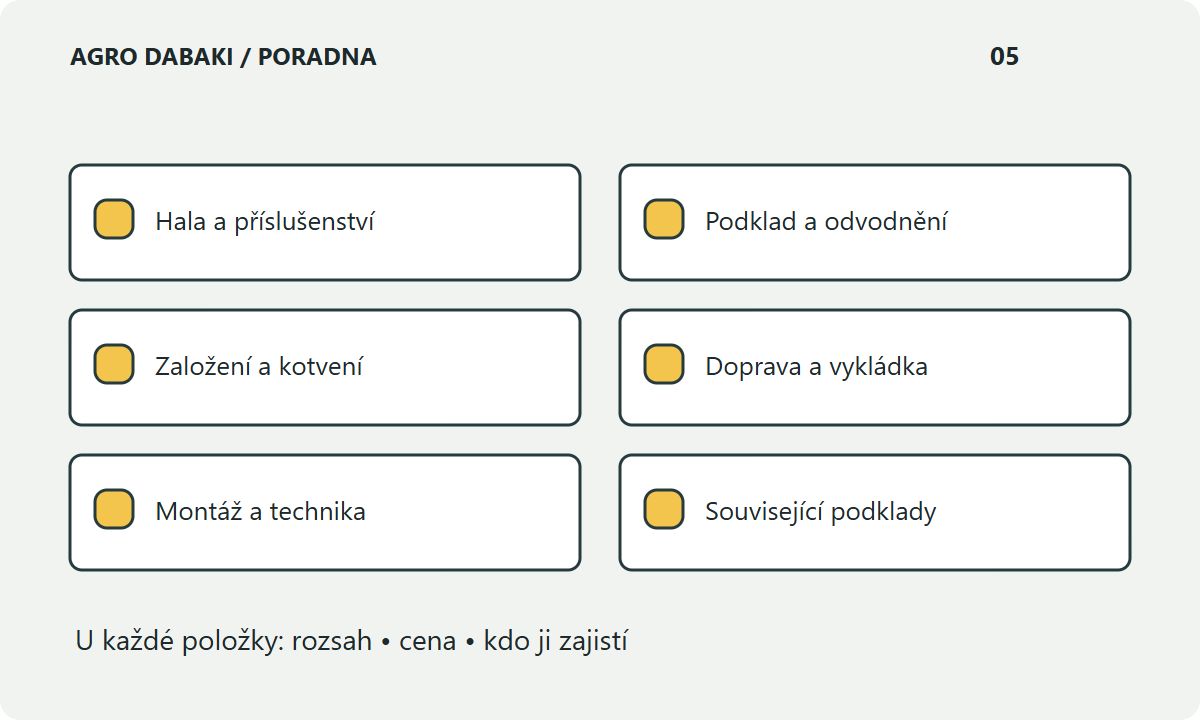 AGRO DABAKI / PORADNA
05
Hala a příslušenství
Podklad a odvodnění
Založení a kotvení
Doprava a vykládka
Montáž a technika
Související podklady
U každé položky: rozsah • cena • kdo ji zajistí